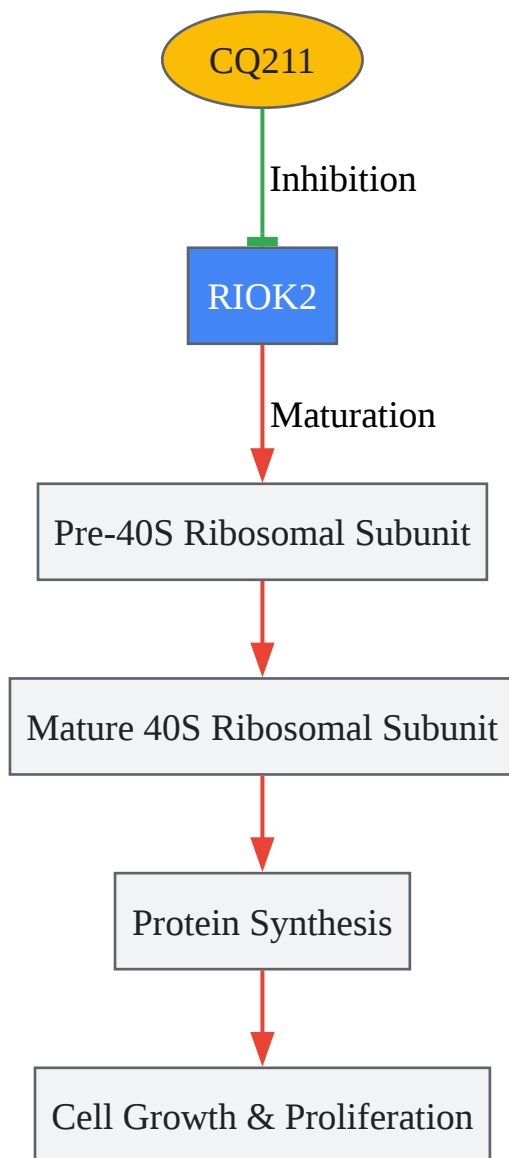 CQ211
Inhibition
RIOK2
Maturation
Pre-40S Ribosomal Subunit
Mature 40S Ribosomal Subunit
Protein Synthesis
Cell Growth & Proliferation